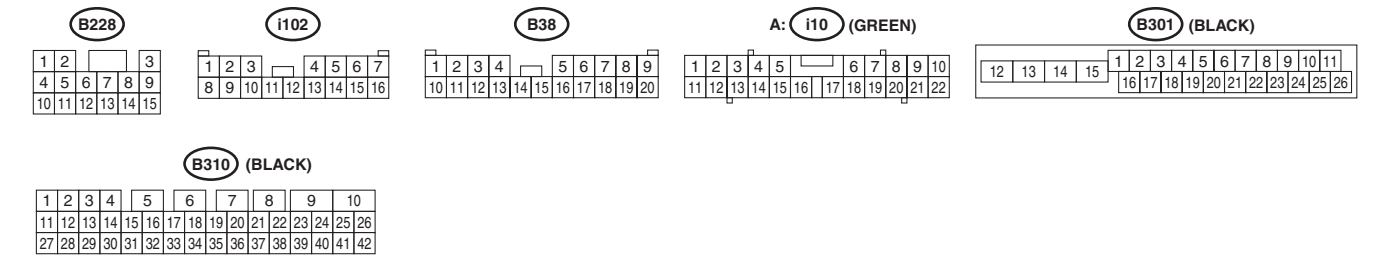 B228
1 2 3
4 5 6 7 8 9
10 11 12 13 14 15
i102
1 2 3 4 5 6 7
8 9 10 11 12 13 14 15 16
B38
1 2 3 4 5 6 7 8 9
10 11 12 13 14 15 16 17 18 19 20
A: i10 (GREEN)
1 2 3 4 5 6 7 8 9 10
11 12 13 14 15 16 17 18 19 20 21 22
B301 (BLACK)
12 13 14 15 1 2 3 4 5 6 7 8 9 10 11
16 17 18 19 20 21 22 23 24 25 26
B310 (BLACK)
1 2 3 4 5 6 7 8 9 10
11 12 13 14 15 16 17 18 19 20 21 22 23 24 25 26
27 28 29 30 31 32 33 34 35 36 37 38 39 40 41 42